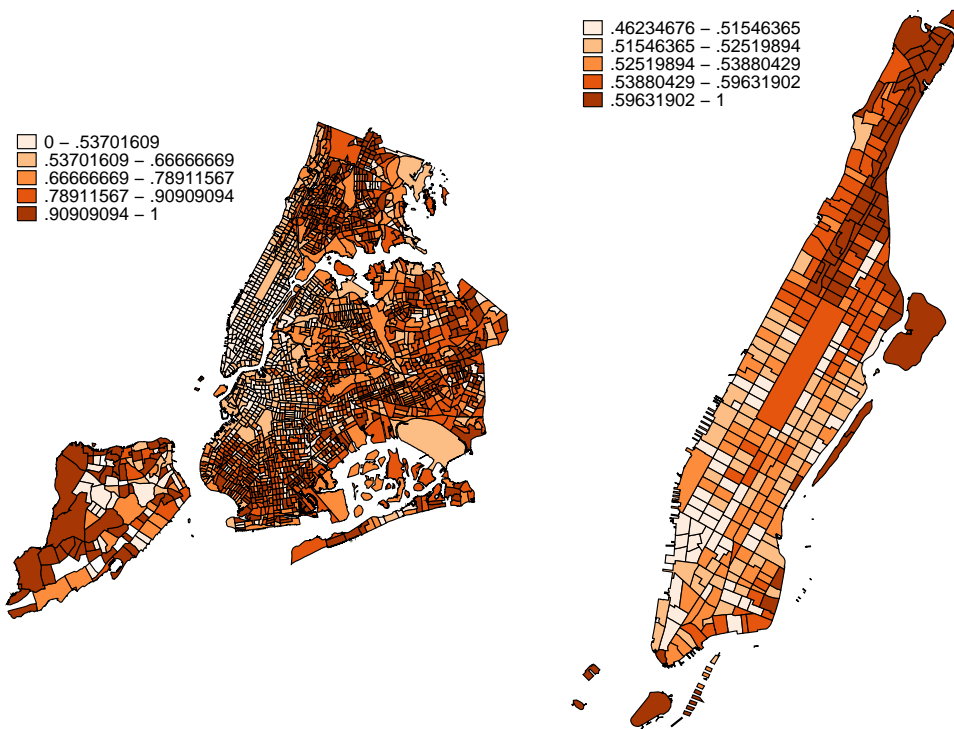 0 – .53701609
.53701609 – .66666669
.66666669 – .78911567
.78911567 – .90909094
.90909094 – 1
.46234676 – .51546365
.51546365 – .52519894
.52519894 – .53880429
.53880429 – .59631902
.59631902 – 1